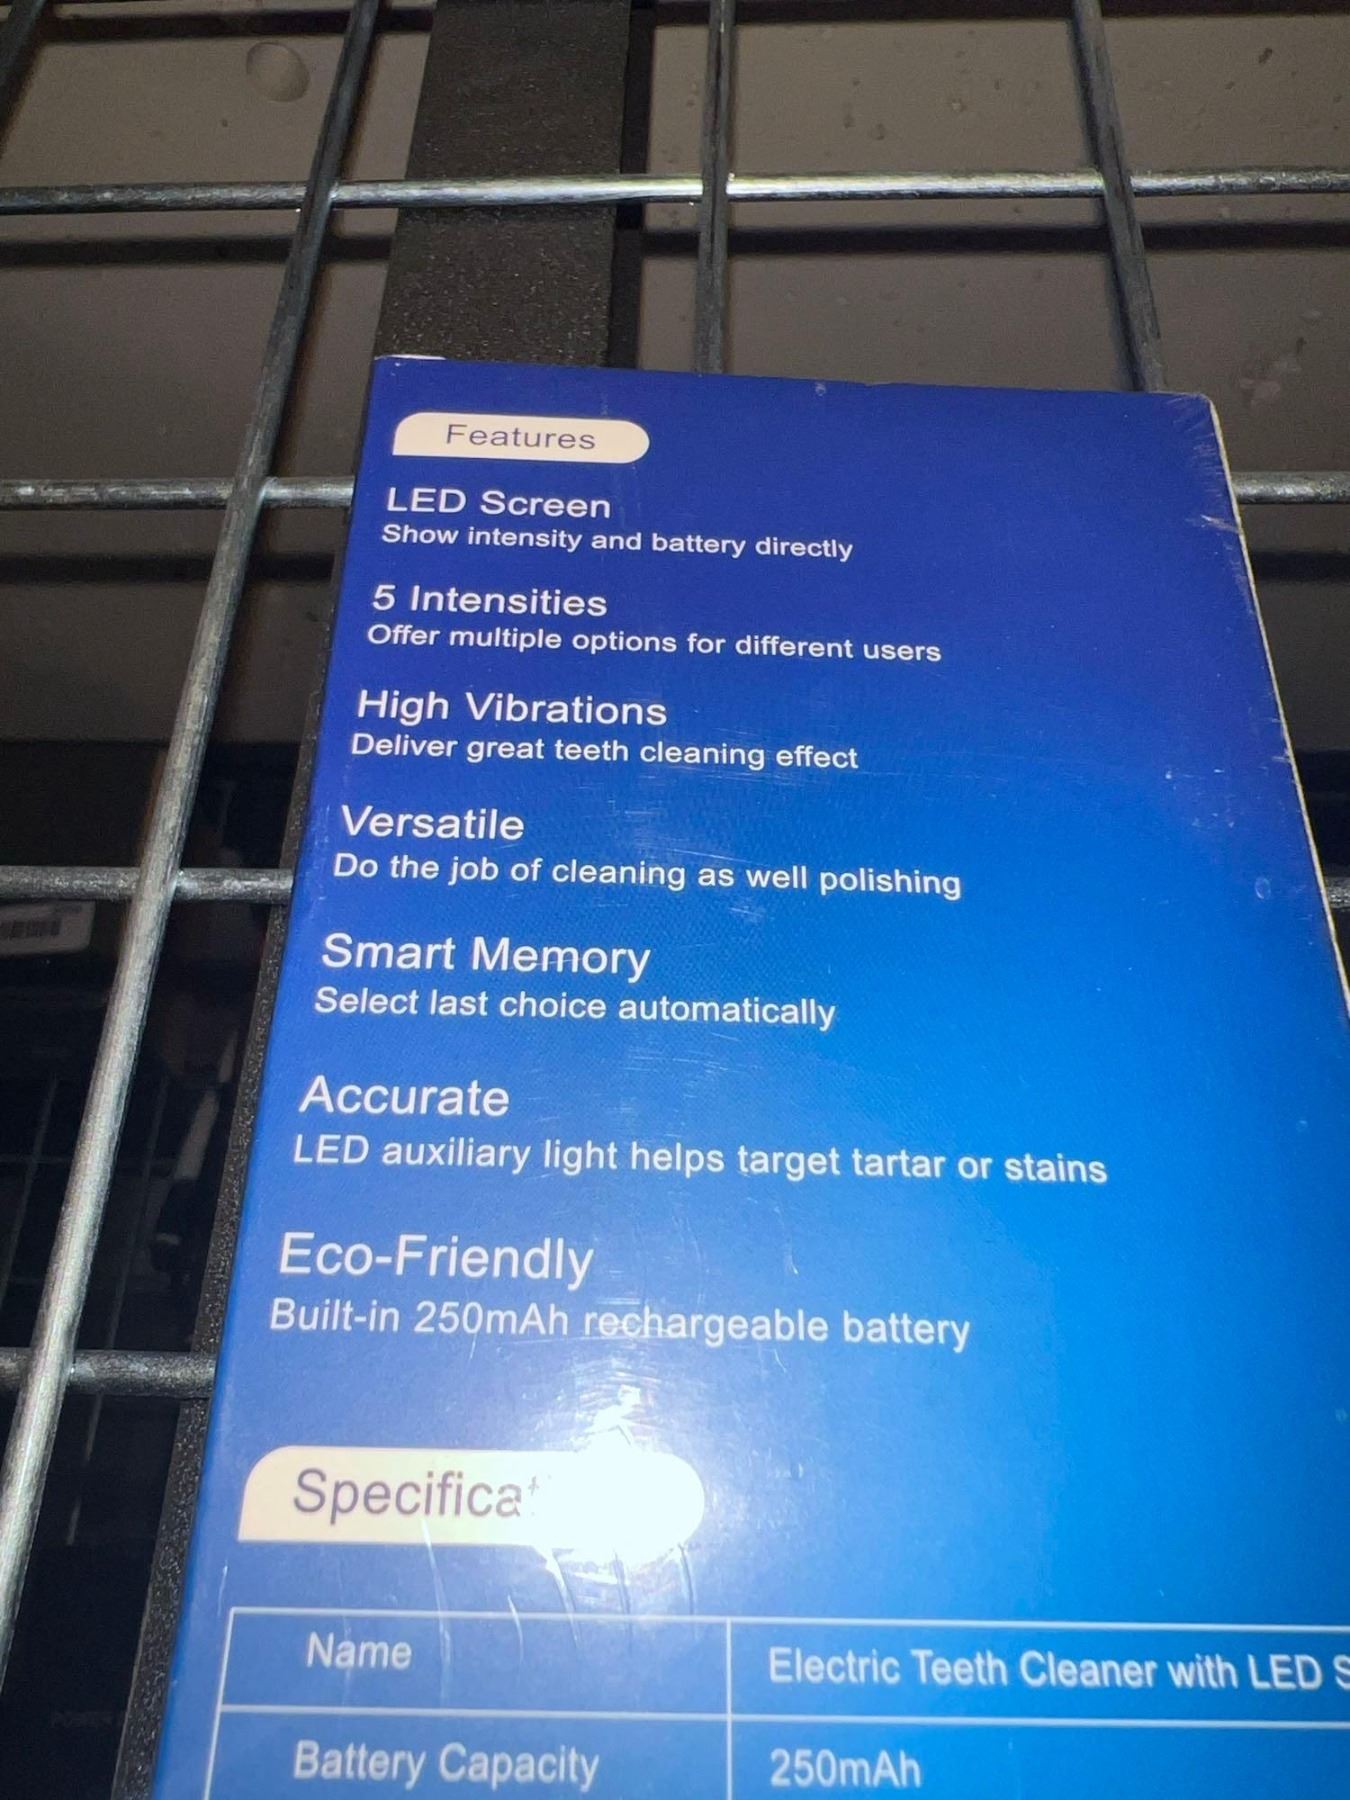 Features
LED Screen
Show intensity and battery directly
5 Intensities
Offer multiple options for different users
High Vibrations
Deliver great teeth cleaning effect
Versatile
Do the job of cleaning as well polishing
Smart Memory
Select last choice automatically
Accurate
LED auxiliary light helps target tartar or stains
Eco-Friendly
Built-in 250mAh rechargeable battery
Name
Electric Teeth Cleaner with LED
Battery Capacity
250mAh